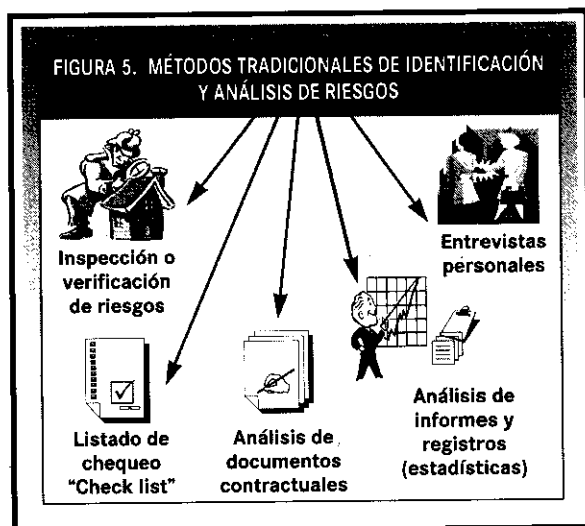 FIGURA 5. MÉTODOS TRADICIONALES DE IDENTIFICACIÓN
Y ANÁLISIS DE RIESGOS
Inspección o
verificación
de riesgos
Entrevistas
personales
Listado de
chequeo
"Check list"
Análisis de
documentos
contractuales
Análisis de
informes y
registros
(estadísticas)